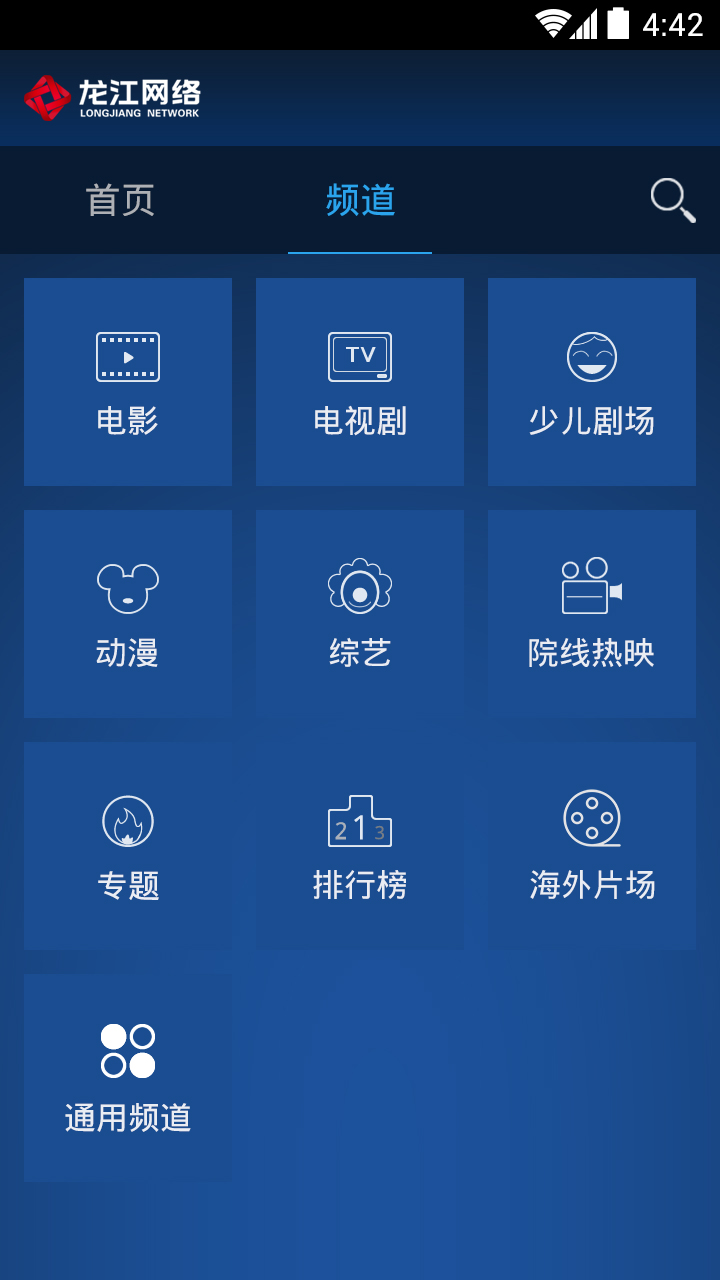 4:42
龙江网络
LONGJIANG NETWORK
首页
频道
TV
电影
电视剧
少儿剧场
动漫
综艺
院线热映
2 1 3
专题
排行榜
海外片场
通用频道